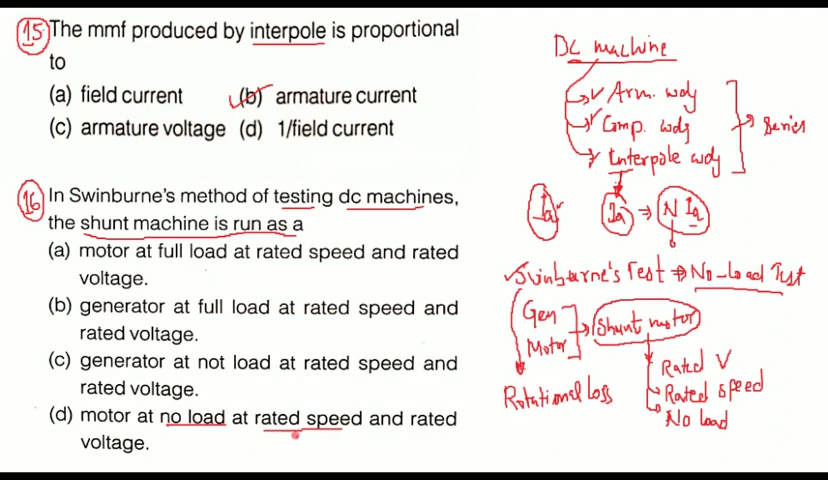 15 The mmf produced by interpole is proportional
to
(a) field current (b) armature current
(c) armature voltage (d) 1/field current
16 In Swinburne's method of testing dc machines,
the shunt machine is run as a
(a) motor at full load at rated speed and rated
voltage.
(b) generator at full load at rated speed and
rated voltage.
(c) generator at not load at rated speed and
rated voltage.
(d) motor at no load at rated speed and rated
voltage.
DC machine
Arm. wdg
Comp. wdg
Interpole wdg
Series
Ia Ia ⇒ N Ia
Swinburne's Test ⇒ No-Load Test
Gen
Motor
Shunt motor
Rotational loss
Rated V
Rated speed
No load